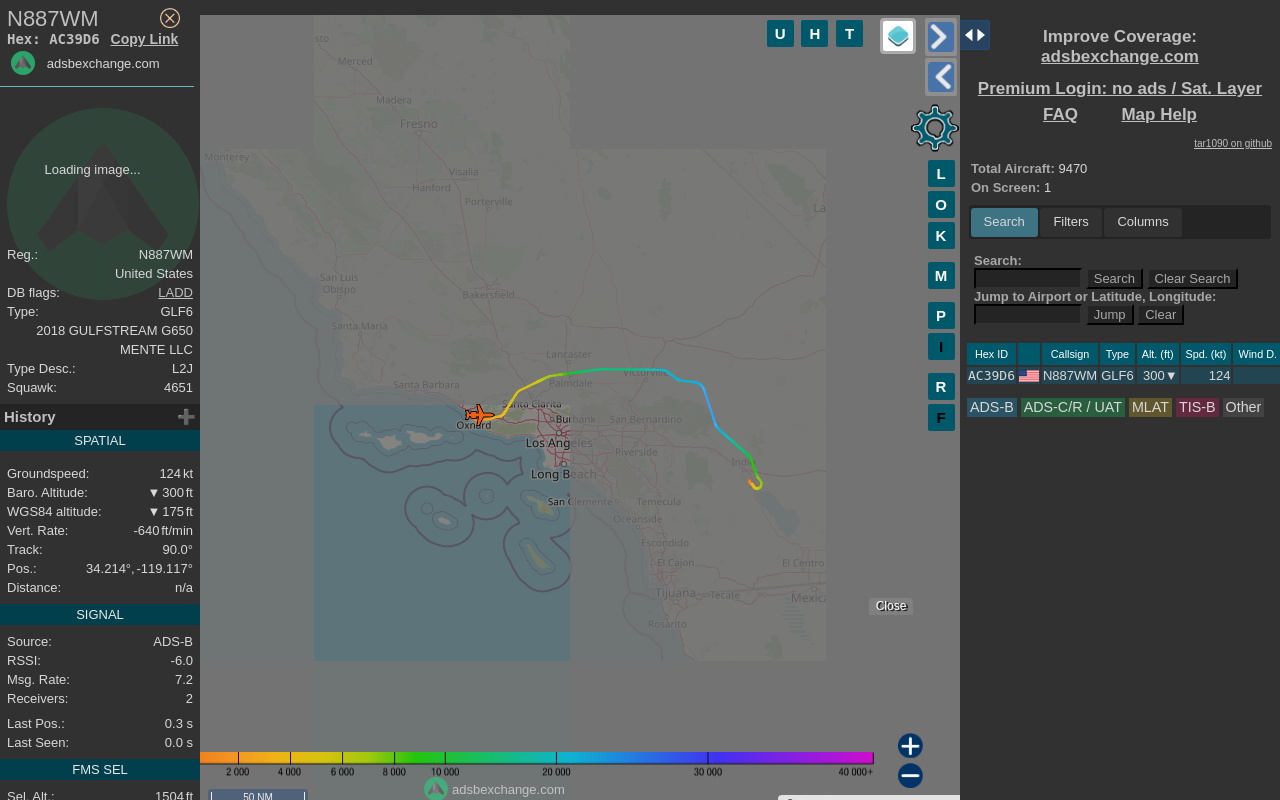 N887WM
Hex: AC39D6 Copy Link
adsbexchange.com
Loading image...
Reg.: N887WM
United States
DB flags: LADD
Type: GLF6
2018 GULFSTREAM G650
MENTE LLC
Type Desc.: L2J
Squawk: 4651
History
SPATIAL
Groundspeed: 124 kt
Baro. Altitude: ▼ 300 ft
WGS84 altitude: ▼ 175 ft
Vert. Rate: -640 ft/min
Track: 90.0°
Pos.: 34.214°, -119.117°
Distance: n/a
SIGNAL
Source: ADS-B
RSSI: -6.0
Msg. Rate: 7.2
Receivers: 2
Last Pos.: 0.3 s
Last Seen: 0.0 s
FMS SEL
Sel. Alt.: 1504 ft
U H T
L
O
K
M
P
I
R
F
Merced
Madera
Fresno
Monterey
Visalia
Hanford
Porterville
San Luis
Obispo
Bakersfield
Santa Maria
Lancaster
Palmdale
Victorville
Santa Barbara
Santa Clarita
Oxnard
Burbank
San Bernardino
Los Angeles
Riverside
Indio
Long Beach
San Clemente
Temecula
Oceanside
Escondido
El Cajon
El Centro
Tijuana
Tecate
Mexica
Rosarito
Close
2 000 4 000 6 000 8 000 10 000 20 000 30 000 40 000+
adsbexchange.com
50 NM
Improve Coverage:
adsbexchange.com
Premium Login: no ads / Sat. Layer
FAQ Map Help
tar1090 on github
Total Aircraft: 9470
On Screen: 1
Search Filters Columns
Search:
Search Clear Search
Jump to Airport or Latitude, Longitude:
Jump Clear
Hex ID Callsign Type Alt. (ft) Spd. (kt) Wind D.
AC39D6 N887WM GLF6 300▼ 124
ADS-B ADS-C/R / UAT MLAT TIS-B Other